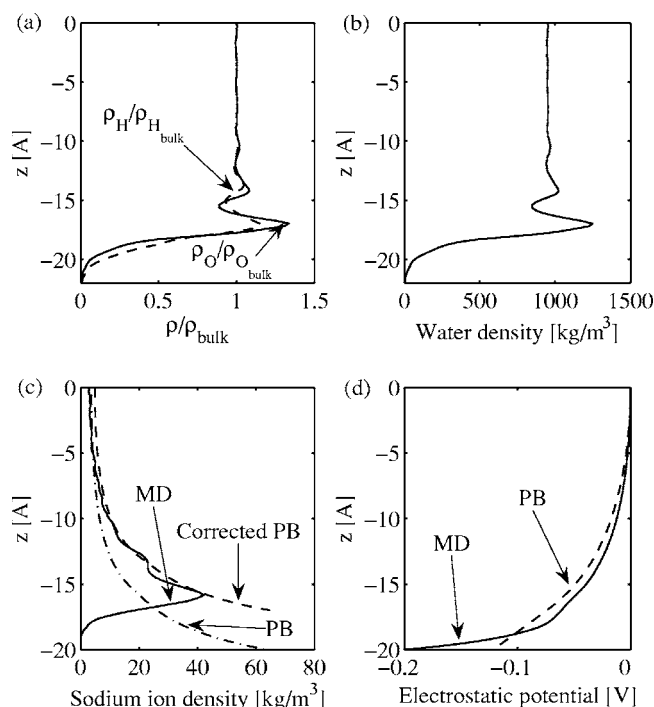 (a)
0
−5
−10
−15
−20
z [A]
ρH/ρHbulk
ρO/ρObulk
0 0.5 1 1.5
ρ/ρbulk
(b)
0
−5
−10
−15
−20
z [A]
0 500 1000 1500
Water density [kg/m³]
(c)
0
−5
−10
−15
−20
z [A]
MD
Corrected PB
PB
0 20 40 60 80
Sodium ion density [kg/m³]
(d)
0
−5
−10
−15
−20
z [A]
PB
MD
−0.2 −0.1 0
Electrostatic potential [V]